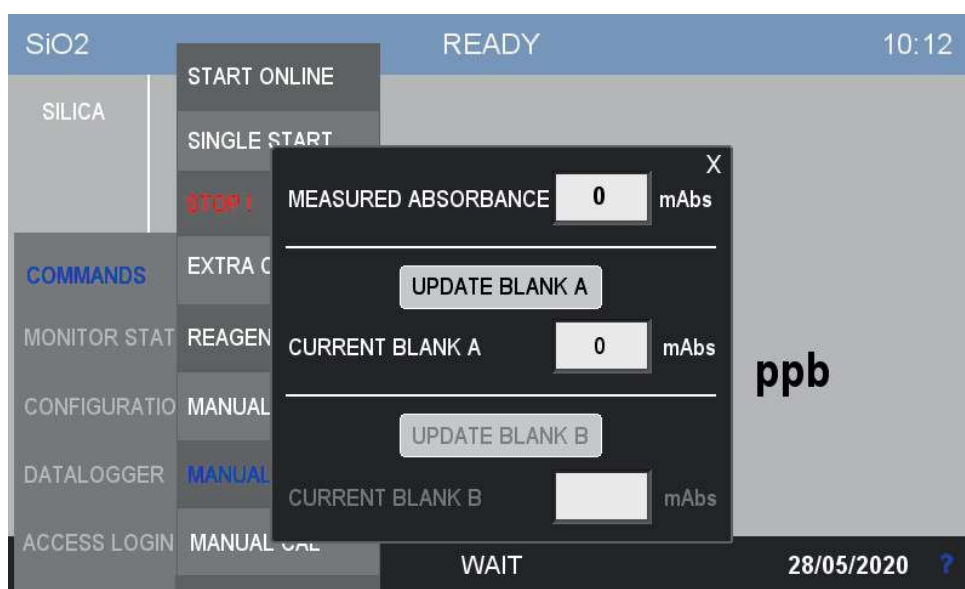 SiO2 READY 10:12
SILICA
START ONLINE
SINGLE START
STOP !
EXTRA C
REAGEN
MANUAL
MANUAL
MANUAL CAL
COMMANDS
MONITOR STAT
CONFIGURATIO
DATALOGGER
ACCESS LOGIN
X
MEASURED ABSORBANCE 0 mAbs
UPDATE BLANK A
CURRENT BLANK A 0 mAbs
UPDATE BLANK B
CURRENT BLANK B mAbs
ppb
WAIT 28/05/2020 ?